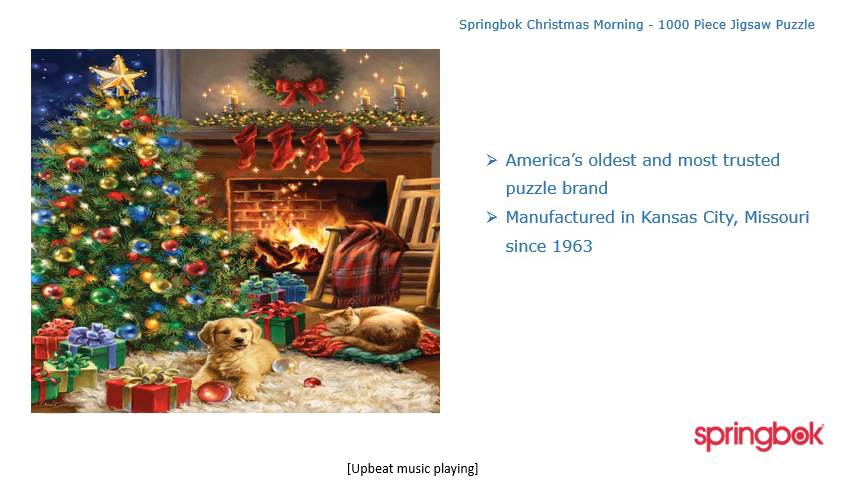 Springbok Christmas Morning - 1000 Piece Jigsaw Puzzle
➢ America’s oldest and most trusted
puzzle brand
➢ Manufactured in Kansas City, Missouri
since 1963
springbok
[Upbeat music playing]